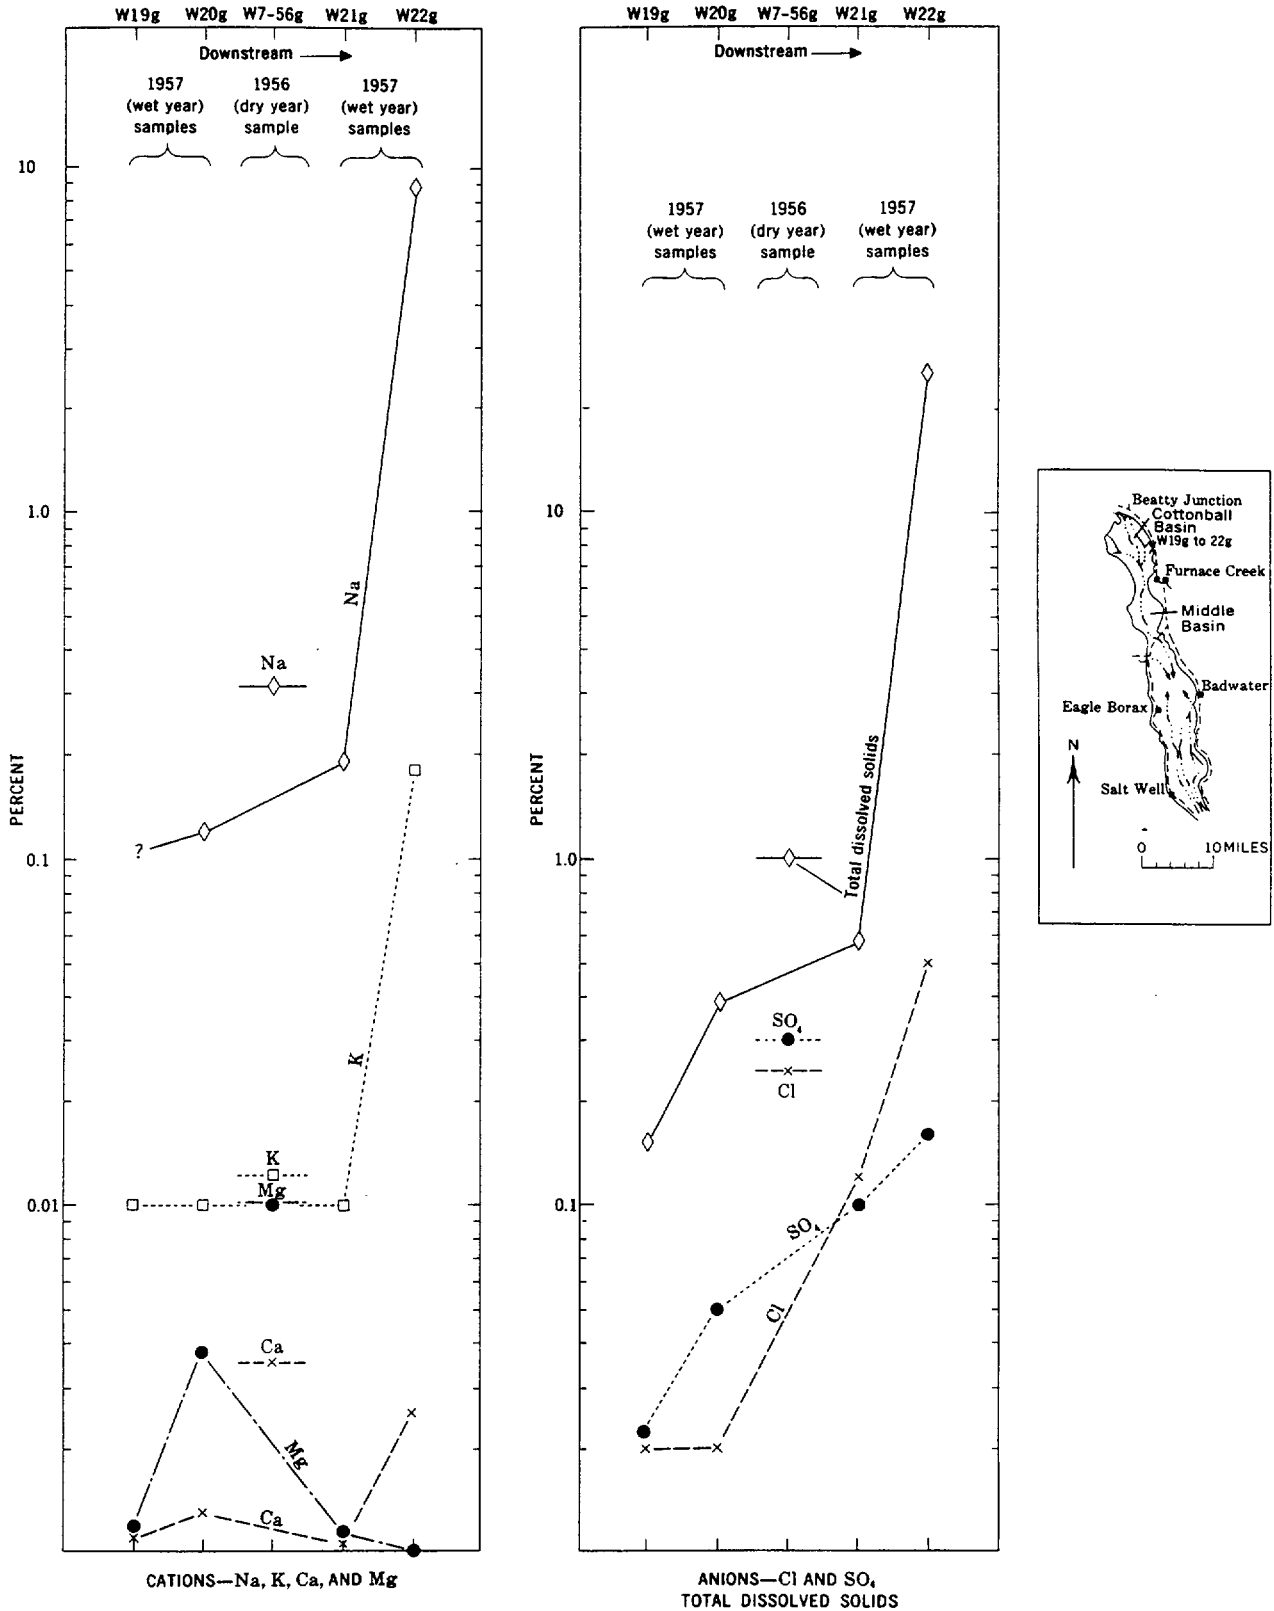 W19g W20g W7-56g W21g W22g
Downstream
1957
(wet year)
samples
1956
(dry year)
sample
1957
(wet year)
samples
10
1.0
0.1
0.01
PERCENT
Na
Na
?
K
K
Mg
Ca
Mg
Ca
CATIONS—Na, K, Ca, AND Mg
W19g W20g W7-56g W21g W22g
Downstream
1957
(wet year)
samples
1956
(dry year)
sample
1957
(wet year)
samples
10
1.0
0.1
PERCENT
Total dissolved solids
SO₄
Cl
SO₄
Cl
ANIONS—Cl AND SO₄
TOTAL DISSOLVED SOLIDS
Beatty Junction
Cottonball
Basin
W19g to 22g
Furnace Creek
Middle
Basin
Badwater
Eagle Borax
N
Salt Well
0 10 MILES